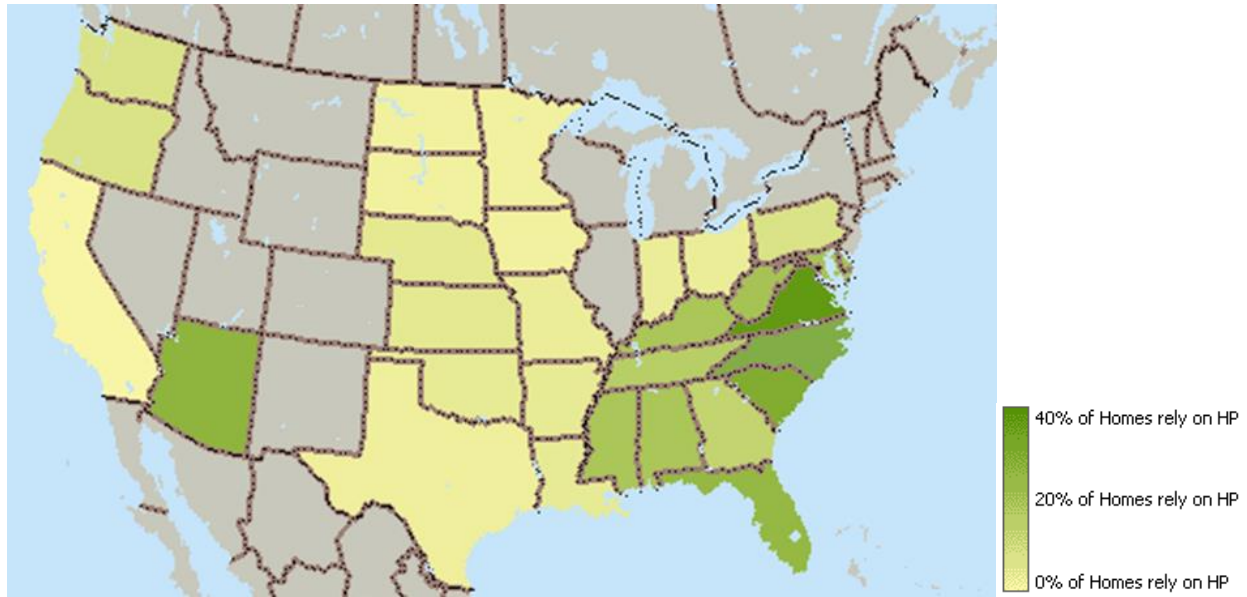 40% of Homes rely on HP
20% of Homes rely on HP
0% of Homes rely on HP